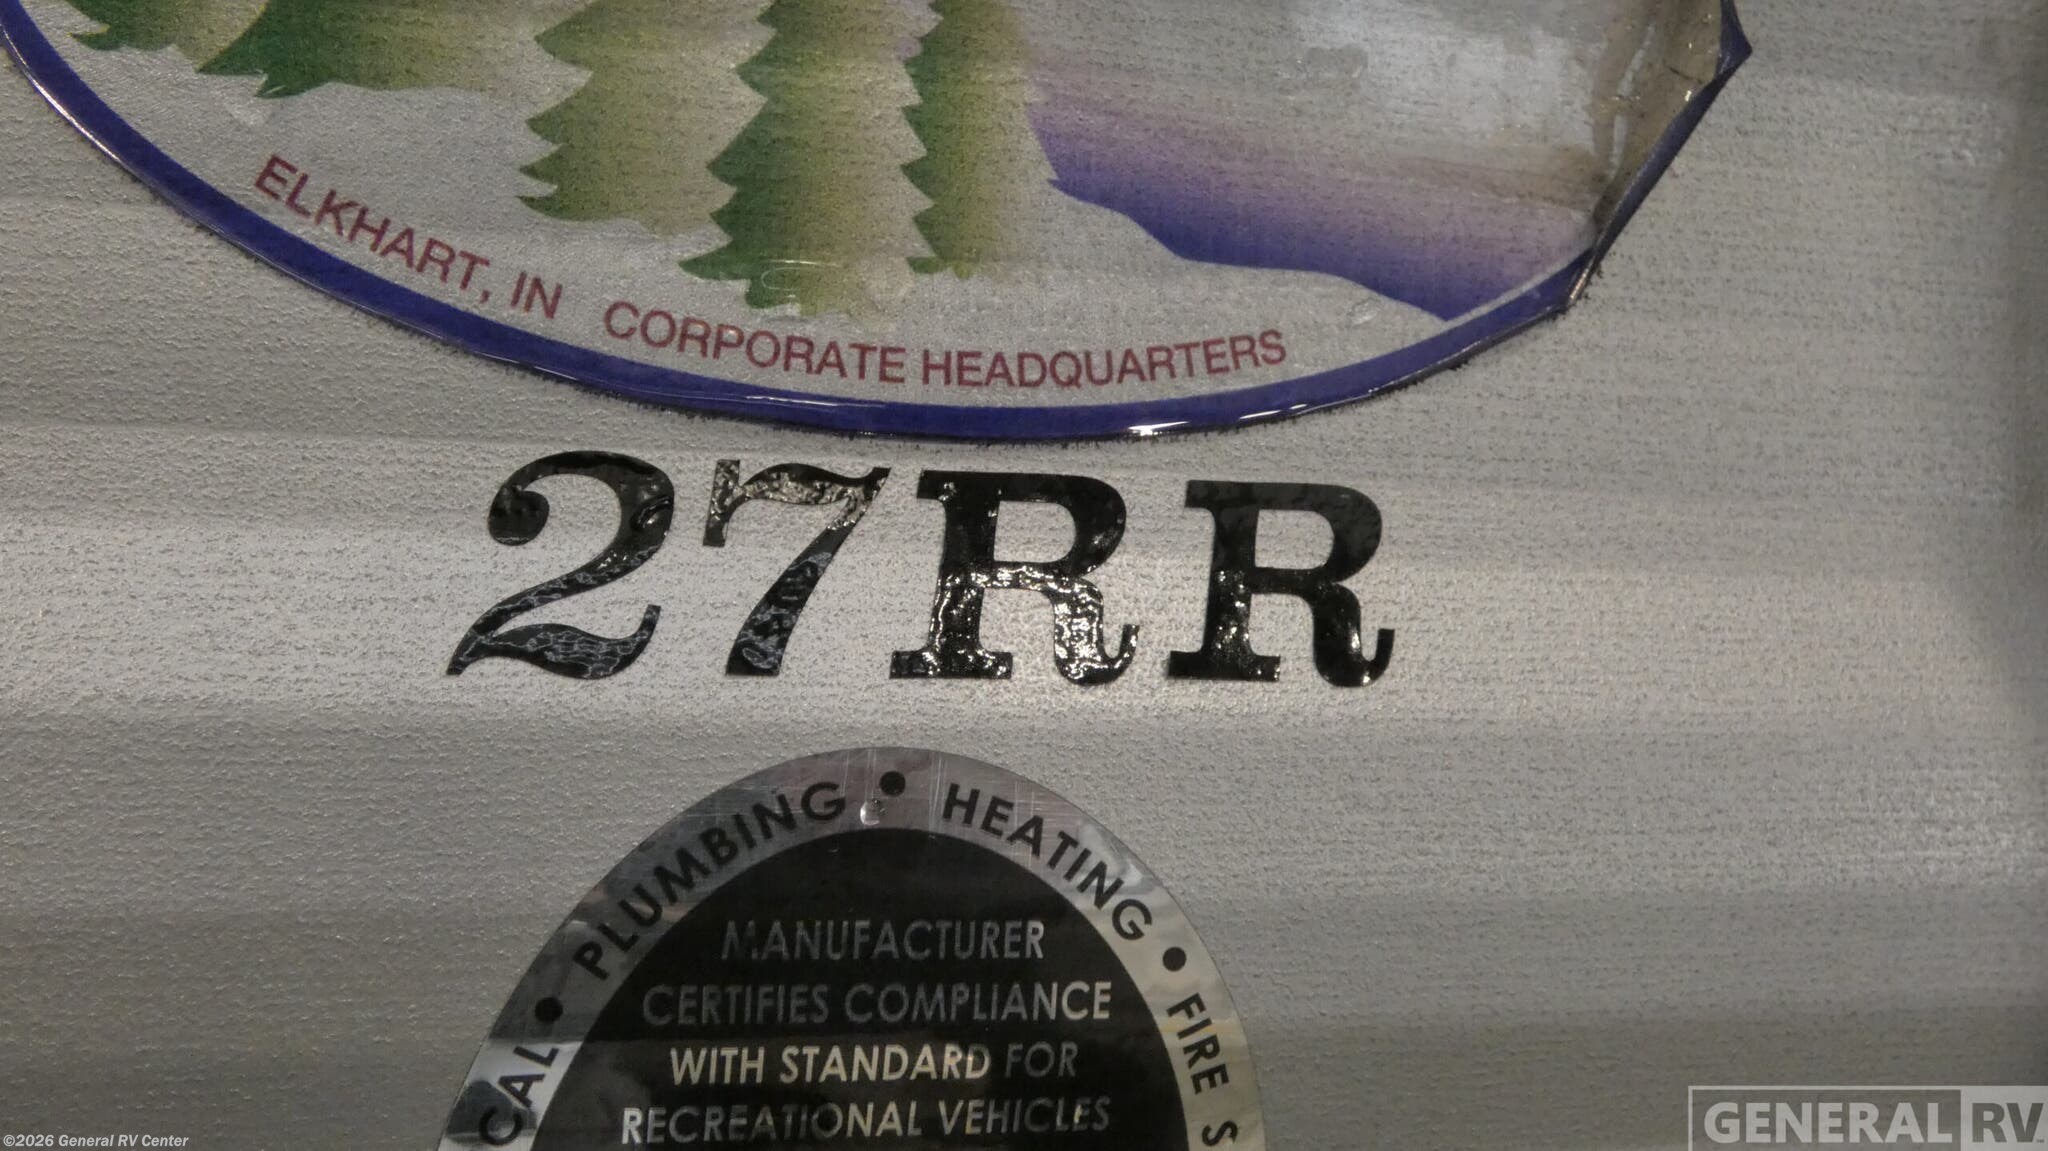 ELKHART, IN CORPORATE HEADQUARTERS
27RR
CAL • PLUMBING • HEATING • FIRE S
MANUFACTURER
CERTIFIES COMPLIANCE
WITH STANDARD FOR
RECREATIONAL VEHICLES
©2026 General RV Center
GENERAL RV